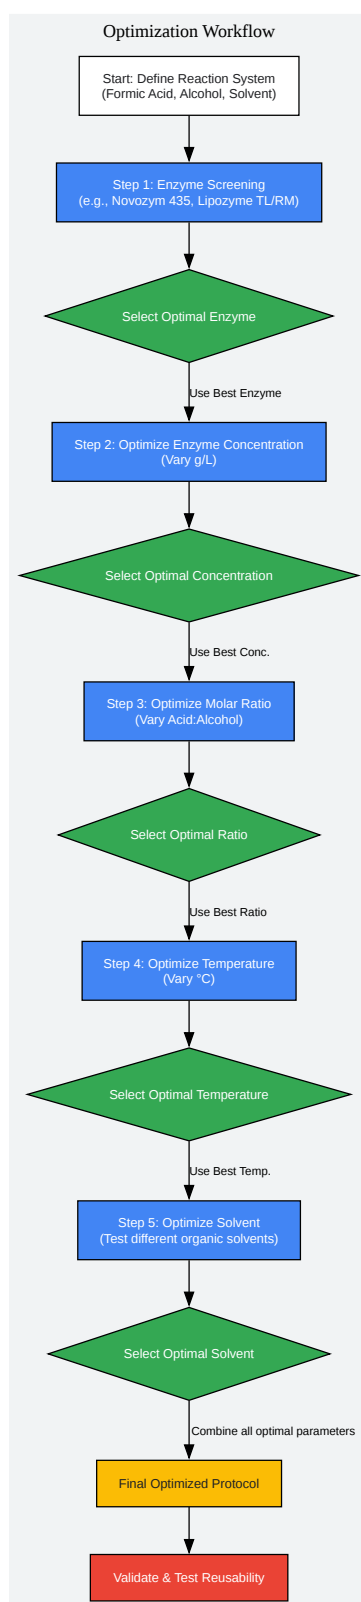 Optimization Workflow
Start: Define Reaction System
(Formic Acid, Alcohol, Solvent)
Step 1: Enzyme Screening
(e.g., Novozym 435, Lipozyme TL/RM)
Select Optimal Enzyme
Use Best Enzyme
Step 2: Optimize Enzyme Concentration
(Vary g/L)
Select Optimal Concentration
Use Best Conc.
Step 3: Optimize Molar Ratio
(Vary Acid:Alcohol)
Select Optimal Ratio
Use Best Ratio
Step 4: Optimize Temperature
(Vary °C)
Select Optimal Temperature
Use Best Temp.
Step 5: Optimize Solvent
(Test different organic solvents)
Select Optimal Solvent
Combine all optimal parameters
Final Optimized Protocol
Validate & Test Reusability